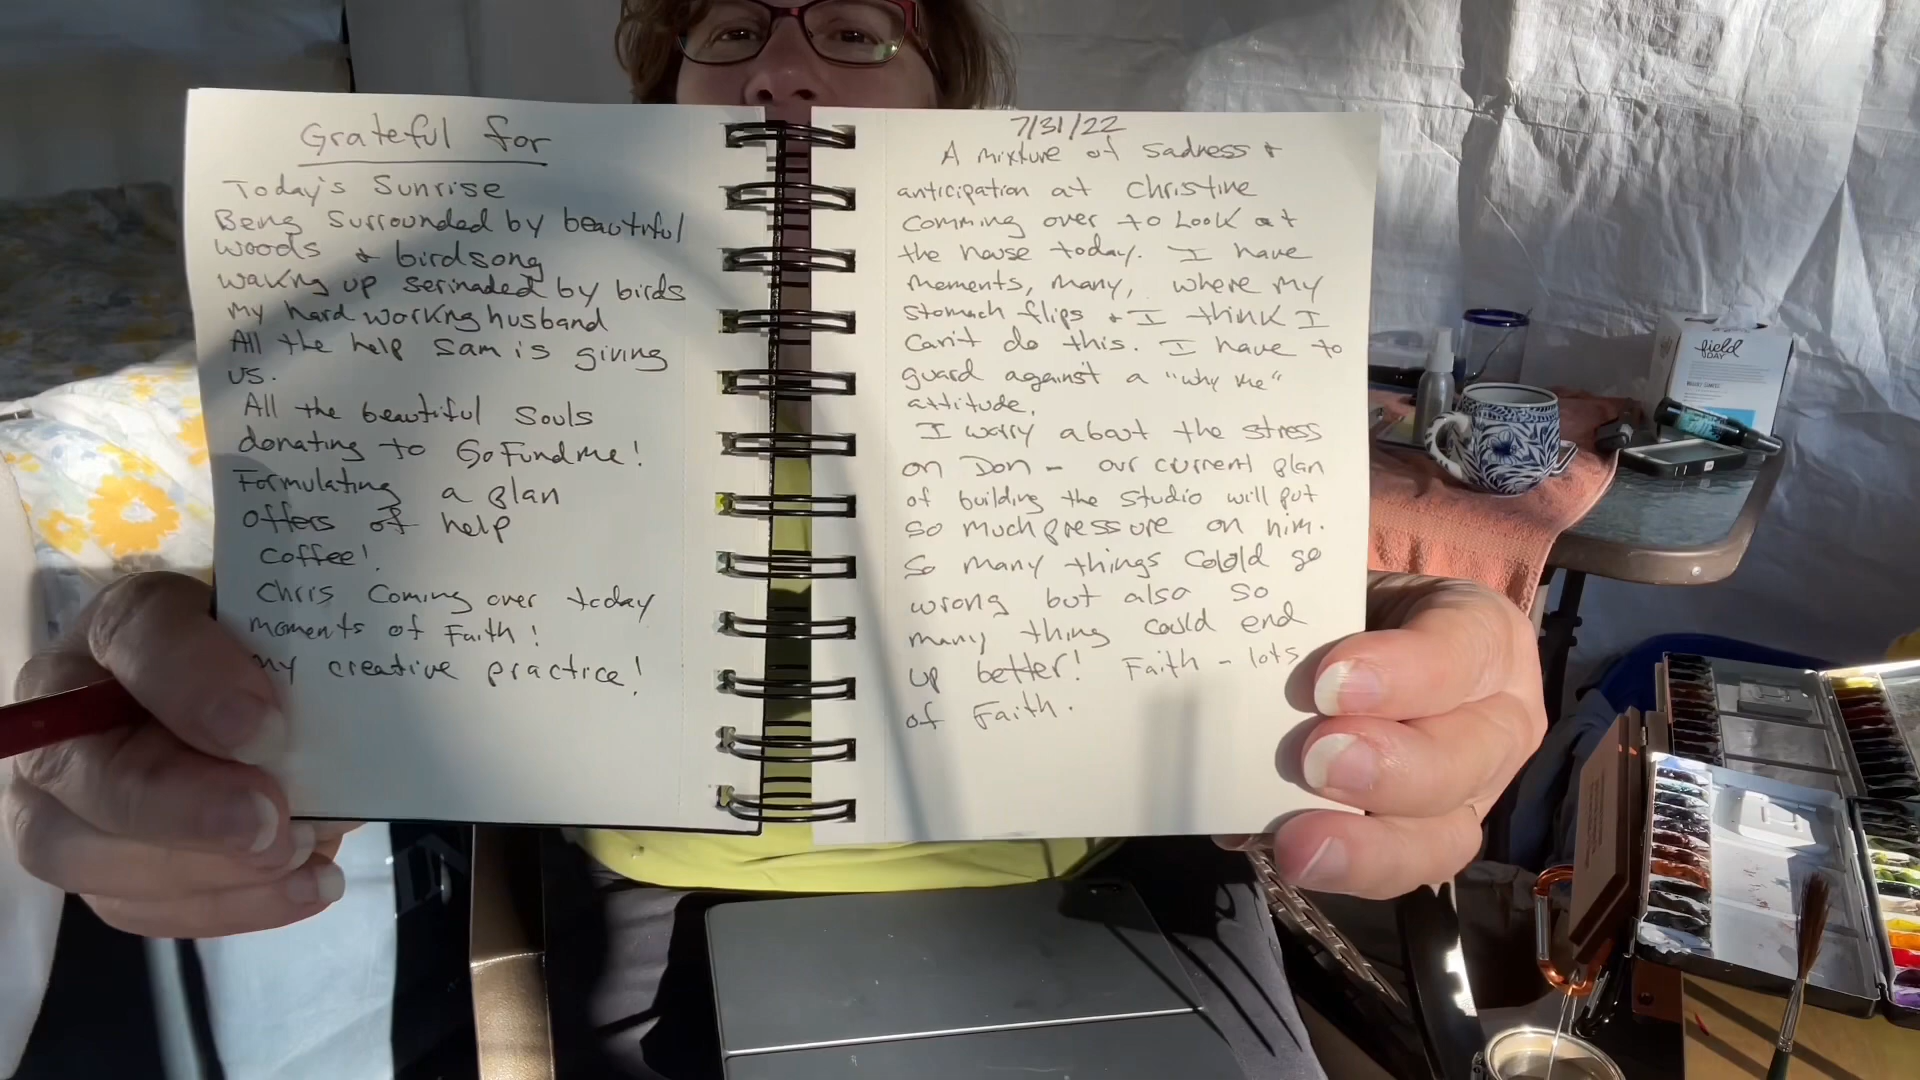 Grateful for
Today's Sunrise
Being surrounded by beautiful
woods + birdsong
waking up serinaded by birds
my hard working husband
All the help Sam is giving
us.
All the beautiful Souls
donating to GoFundme!
Formulating a plan
offers of help
coffee!
Chris Coming over today
moments of Faith!
my creative practice!
7/31/22
A mixture of sadness +
anticipation at Christine
comming over to Look at
the house today. I have
moments, many, where my
stomach flips + I think I
can't do this. I have to
guard against a "why me"
attitude.
I worry about the stress
on Don - our current plan
of building the studio will put
so much pressure on him.
So many things could go
wrong but also so
many thing could end
up better! Faith - lots
of Faith.
field
DAY